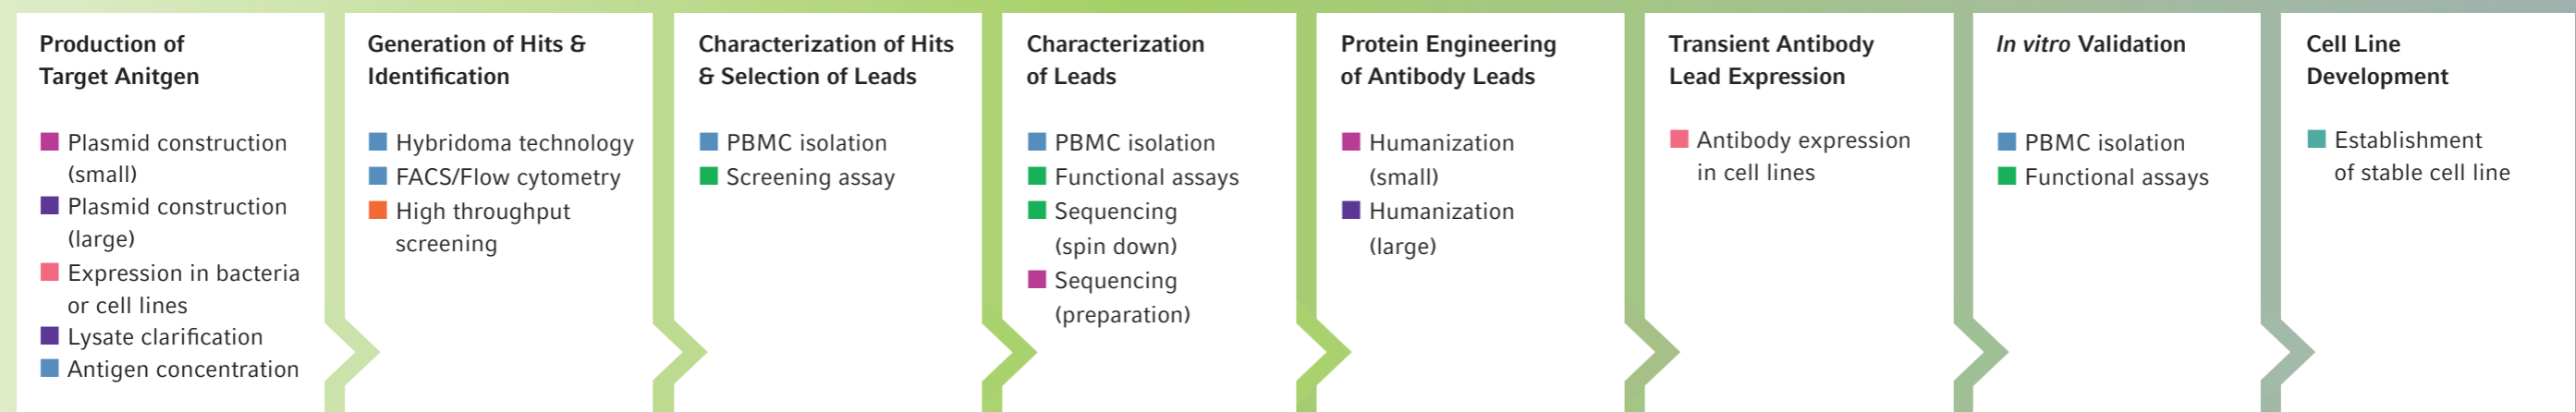 Production of
Target Anitgen
Plasmid construction
(small)
Plasmid construction
(large)
Expression in bacteria
or cell lines
Lysate clarification
Antigen concentration
Generation of Hits &
Identification
Hybridoma technology
FACS/Flow cytometry
High throughput
screening
Characterization of Hits
& Selection of Leads
PBMC isolation
Screening assay
Characterization
of Leads
PBMC isolation
Functional assays
Sequencing
(spin down)
Sequencing
(preparation)
Protein Engineering
of Antibody Leads
Humanization
(small)
Humanization
(large)
Transient Antibody
Lead Expression
Antibody expression
in cell lines
In vitro Validation
PBMC isolation
Functional assays
Cell Line
Development
Establishment
of stable cell line